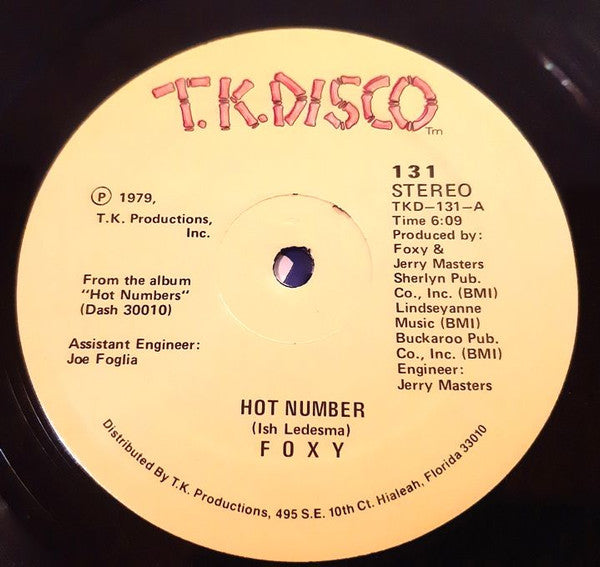 T.K.DISCO
Tm
℗ 1979,
T.K. Productions,
Inc.
From the album
"Hot Numbers"
(Dash 30010)
Assistant Engineer:
Joe Foglia
131
STEREO
TKD–131–A
Time 6:09
Produced by:
Foxy &
Jerry Masters
Sherlyn Pub.
Co., Inc. (BMI)
Lindseyanne
Music (BMI)
Buckaroo Pub.
Co., Inc. (BMI)
Engineer:
Jerry Masters
HOT NUMBER
(Ish Ledesma)
FOXY
Distributed By T.K. Productions, 495 S.E. 10th Ct. Hialeah, Florida 33010